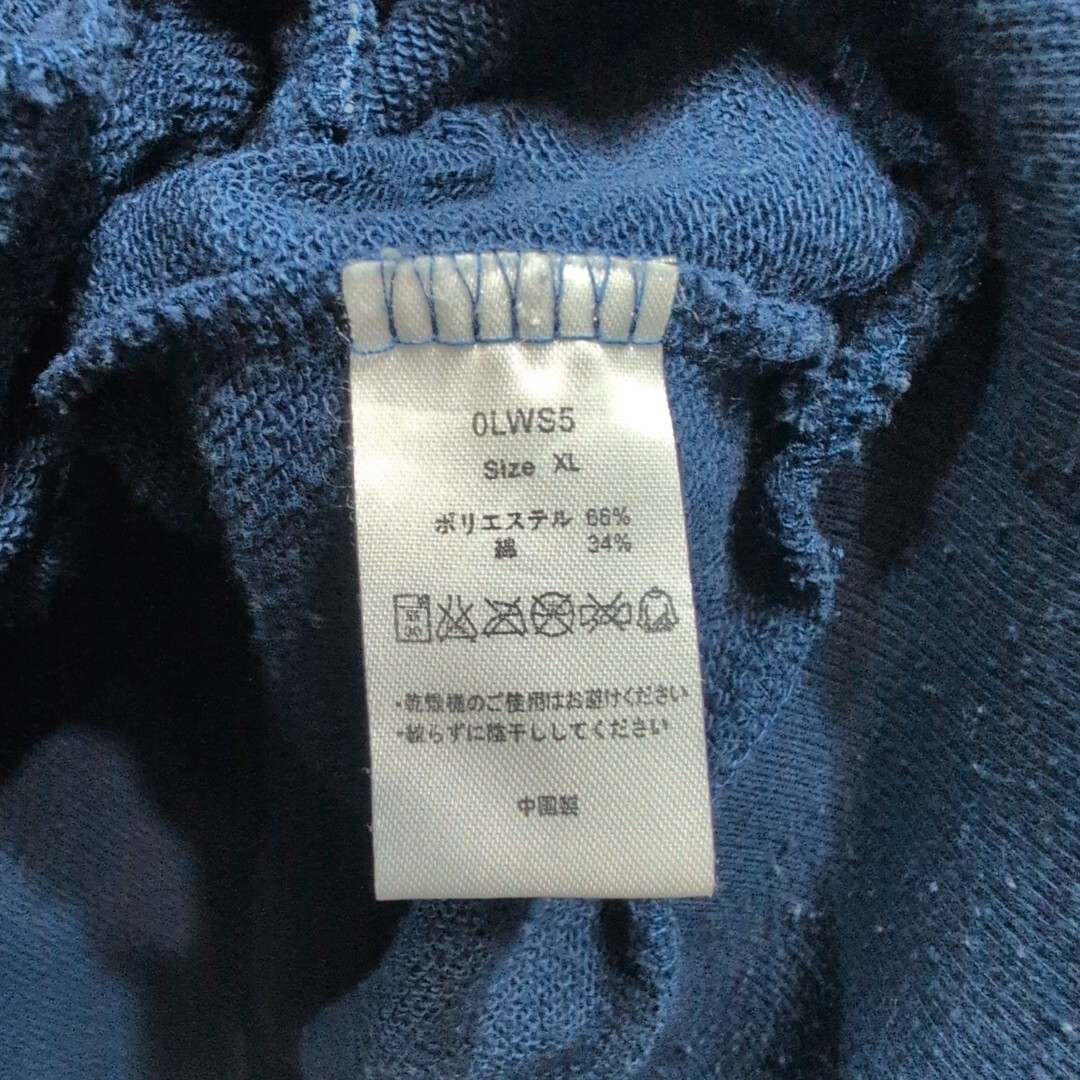 0LWS5
Size XL
ポリエステル 66%
綿 34%
・乾燥機のご使用はお避けください
・絞らずに陰干ししてください
中国製